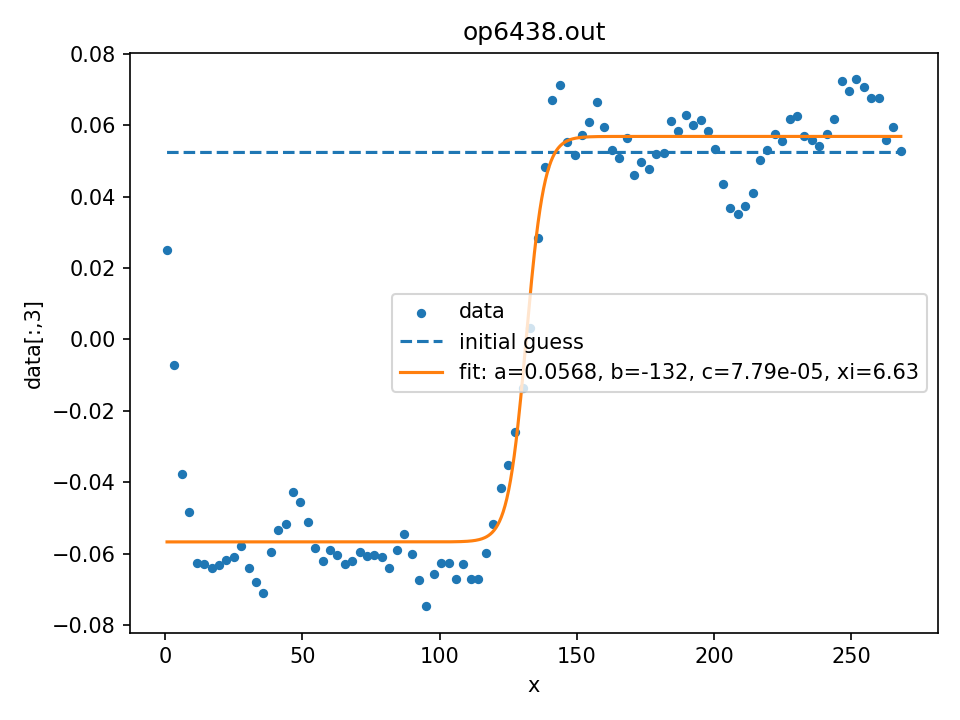 op6438.out
0.08
0.06
0.04
0.02
0.00
−0.02
−0.04
−0.06
−0.08
data[:,3]
data
initial guess
fit: a=0.0568, b=-132, c=7.79e-05, xi=6.63
0 50 100 150 200 250
x